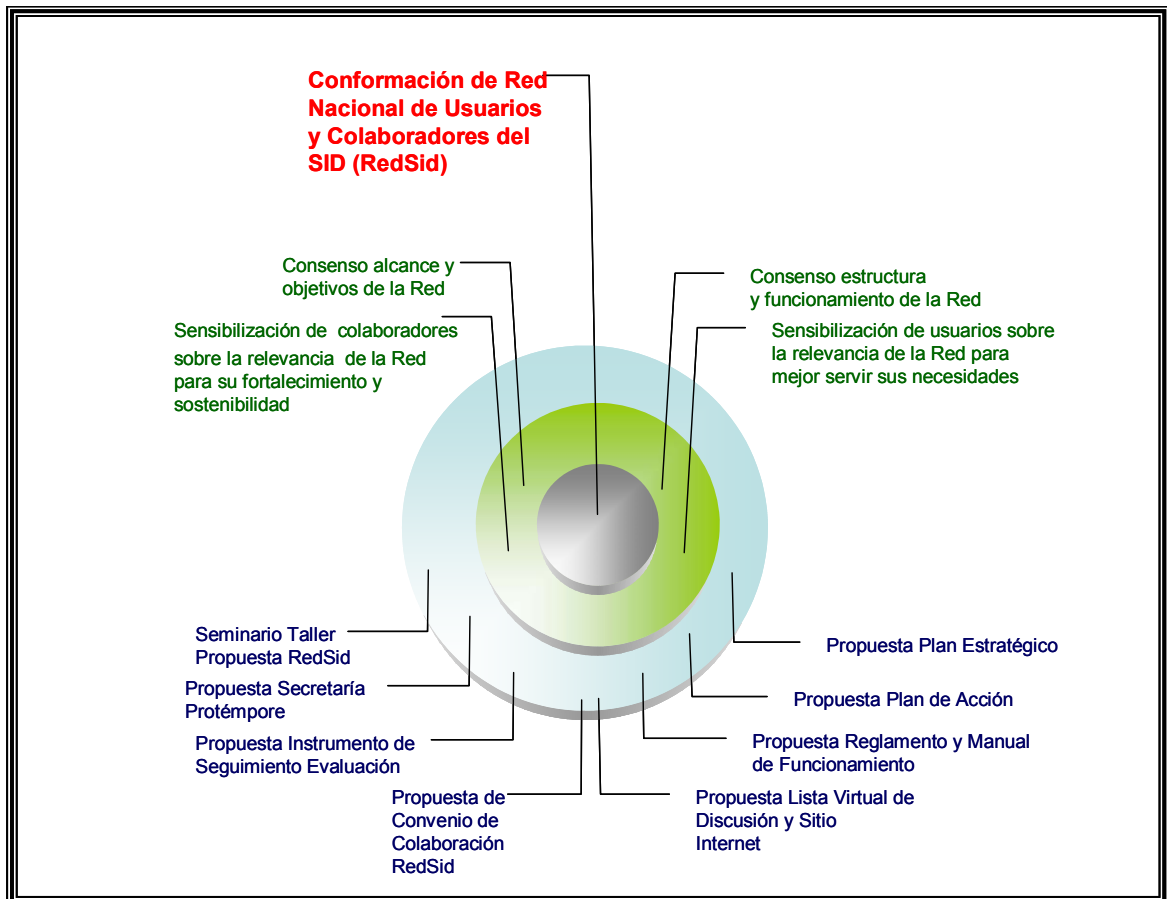 Conformación de Red
Nacional de Usuarios
y Colaboradores del
SID (RedSid)
Consenso alcance y
objetivos de la Red
Sensibilización de colaboradores
sobre la relevancia de la Red
para su fortalecimiento y
sostenibilidad
Consenso estructura
y funcionamiento de la Red
Sensibilización de usuarios sobre
la relevancia de la Red para
mejor servir sus necesidades
Seminario Taller
Propuesta RedSid
Propuesta Secretaría
Protémpore
Propuesta Instrumento de
Seguimiento Evaluación
Propuesta de
Convenio de
Colaboración
RedSid
Propuesta Plan Estratégico
Propuesta Plan de Acción
Propuesta Reglamento y Manual
de Funcionamiento
Propuesta Lista Virtual de
Discusión y Sitio
Internet